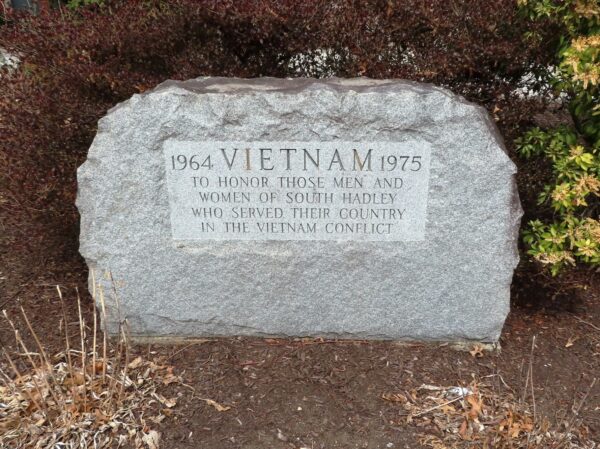 1964 VIETNAM 1975
TO HONOR THOSE MEN AND
WOMEN OF SOUTH HADLEY
WHO SERVED THEIR COUNTRY
IN THE VIETNAM CONFLICT